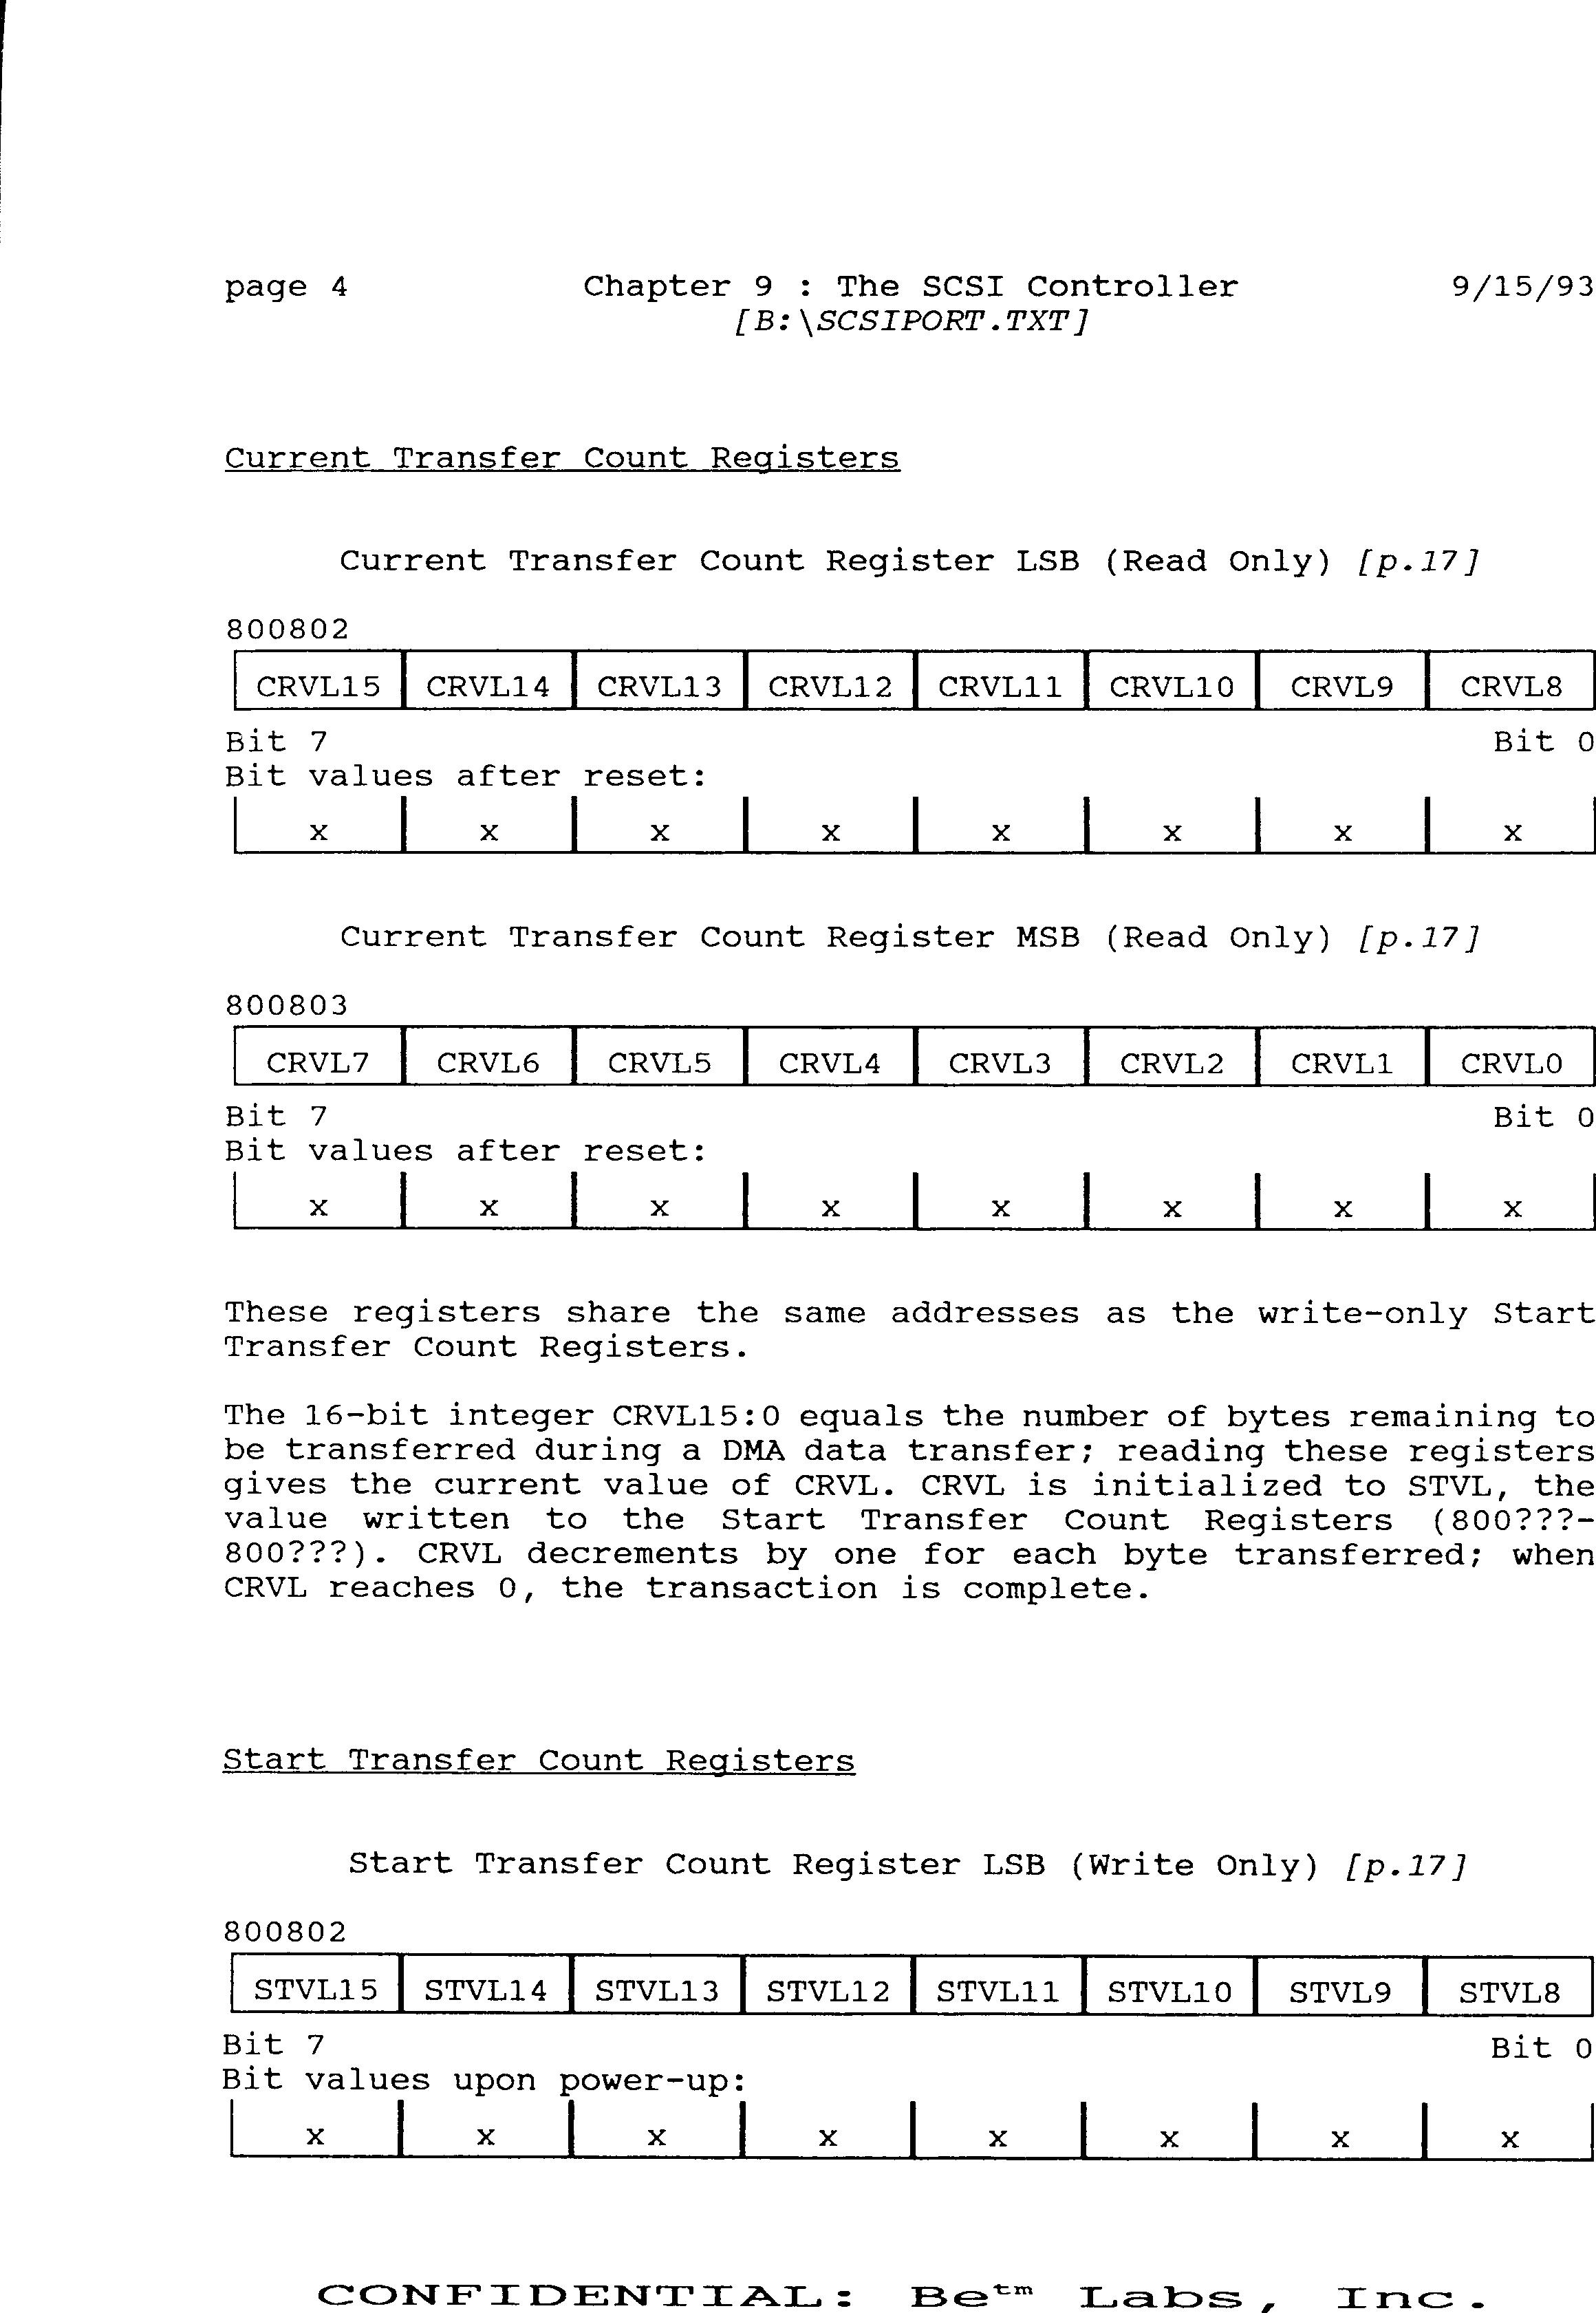 page 4 Chapter 9 : The SCSI Controller 9/15/93
[B:\SCSIPORT.TXT]
Current Transfer Count Registers
Current Transfer Count Register LSB (Read Only) [p.17]
800802
CRVL15 CRVL14 CRVL13 CRVL12 CRVL11 CRVL10 CRVL9 CRVL8
Bit 7 Bit 0
Bit values after reset:
x x x x x x x x
Current Transfer Count Register MSB (Read Only) [p.17]
800803
CRVL7 CRVL6 CRVL5 CRVL4 CRVL3 CRVL2 CRVL1 CRVL0
Bit 7 Bit 0
Bit values after reset:
x x x x x x x x
These registers share the same addresses as the write-only Start
Transfer Count Registers.
The 16-bit integer CRVL15:0 equals the number of bytes remaining to
be transferred during a DMA data transfer; reading these registers
gives the current value of CRVL. CRVL is initialized to STVL, the
value written to the Start Transfer Count Registers (800???-
800???). CRVL decrements by one for each byte transferred; when
CRVL reaches 0, the transaction is complete.
Start Transfer Count Registers
Start Transfer Count Register LSB (Write Only) [p.17]
800802
STVL15 STVL14 STVL13 STVL12 STVL11 STVL10 STVL9 STVL8
Bit 7 Bit 0
Bit values upon power-up:
x x x x x x x x
CONFIDENTIAL: Be™ Labs, Inc.